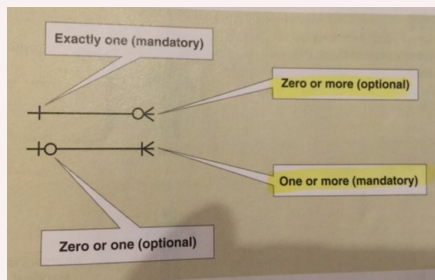 Exactly one (mandatory)
Zero or more (optional)
One or more (mandatory)
Zero or one (optional)